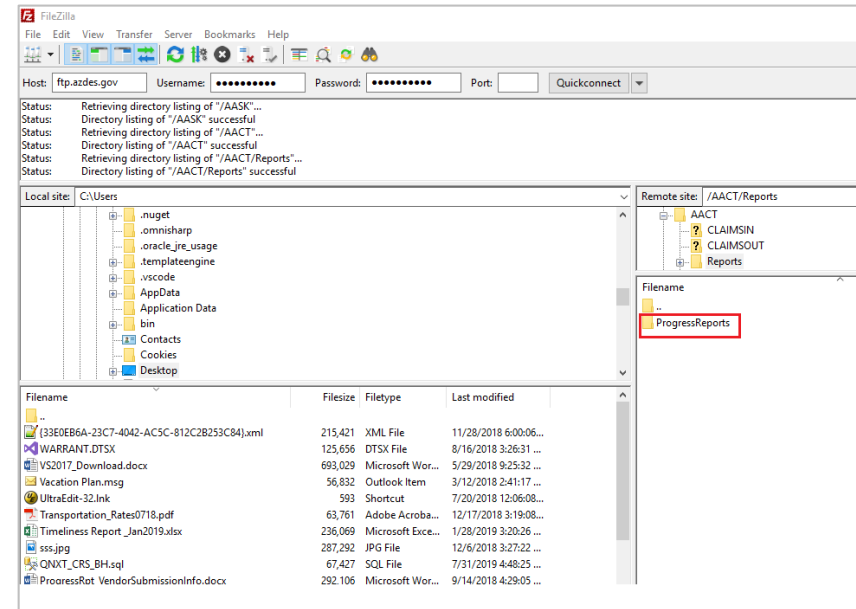 FileZilla
File Edit View Transfer Server Bookmarks Help
Host: ftp.azdes.gov Username: ●●●●●●●●●● Password: ●●●●●●●●●● Port: Quickconnect
Status: Retrieving directory listing of "/AASK"...
Status: Directory listing of "/AASK" successful
Status: Retrieving directory listing of "/AACT"...
Status: Directory listing of "/AACT" successful
Status: Retrieving directory listing of "/AACT/Reports"...
Status: Directory listing of "/AACT/Reports" successful
Local site: C:\Users
.nuget
.omnisharp
.oracle_jre_usage
.templateengine
.vscode
AppData
Application Data
bin
Contacts
Cookies
Desktop
Filename Filesize Filetype Last modified
..
{33E0EB6A-23C7-4042-AC5C-812C2B253C84}.xml 215,421 XML File 11/28/2018 6:00:06...
WARRANT.DTSX 125,656 DTSX File 8/16/2018 3:26:31 ...
VS2017_Download.docx 693,029 Microsoft Wor... 5/29/2018 9:25:32 ...
Vacation Plan.msg 56,832 Outlook Item 3/12/2018 2:41:17 ...
UltraEdit-32.lnk 593 Shortcut 7/20/2018 12:06:08...
Transportation_Rates0718.pdf 63,761 Adobe Acroba... 12/17/2018 3:19:08...
Timeliness Report _Jan2019.xlsx 236,069 Microsoft Exce... 1/28/2019 3:20:26 ...
sss.jpg 287,292 JPG File 12/6/2018 3:27:22 ...
QNXT_CRS_BH.sql 67,427 SQL File 7/31/2019 4:48:25 ...
ProgressRpt_VendorSubmissionInfo.docx 292,106 Microsoft Wor... 9/14/2018 4:29:05 ...
Remote site: /AACT/Reports
AACT
? CLAIMSIN
? CLAIMSOUT
Reports
Filename
..
ProgressReports